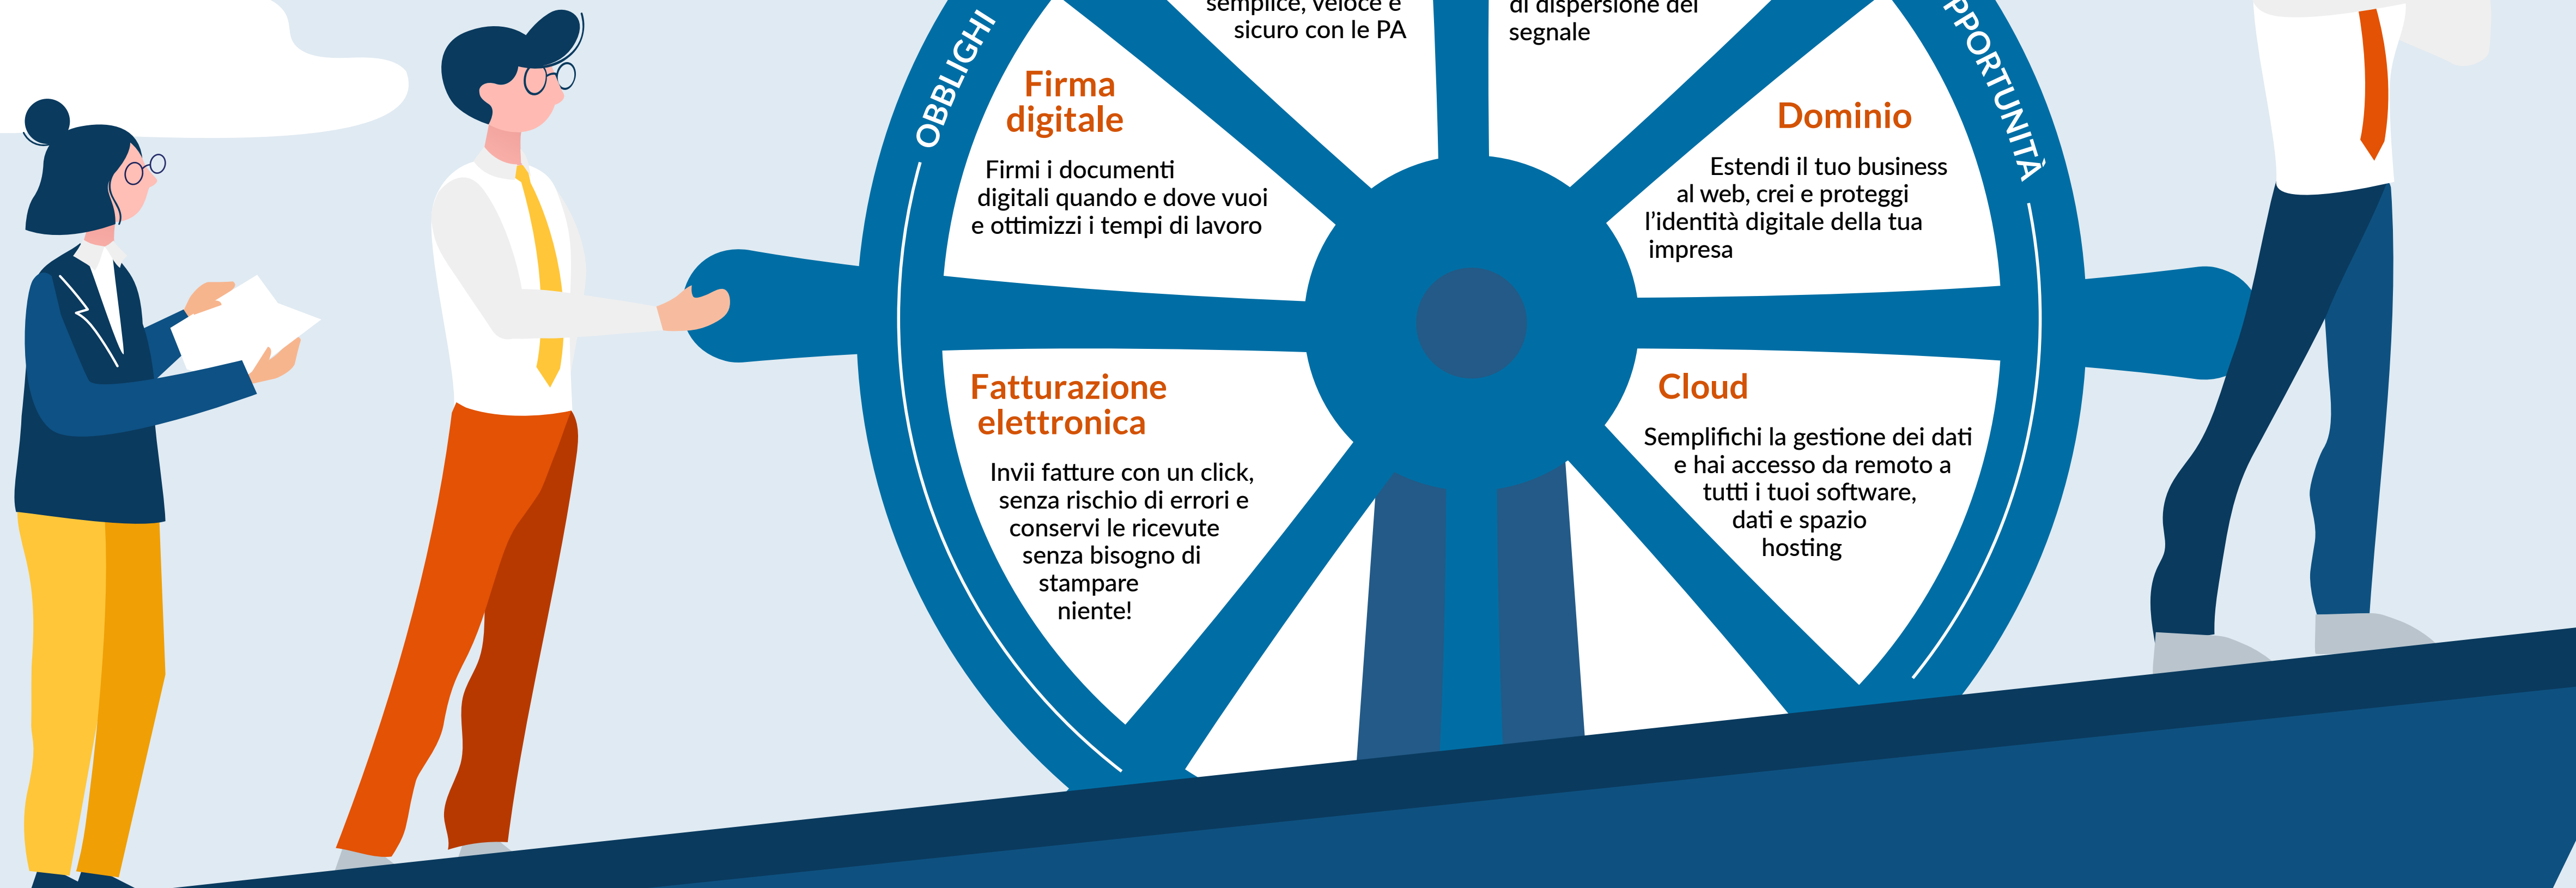 semplice, veloce e
sicuro con le PA
di dispersione del
segnale
OBBLIGHI
Firma
digitale
Firmi i documenti
digitali quando e dove vuoi
e ottimizzi i tempi di lavoro
PPORTUNITÀ
Dominio
Estendi il tuo business
al web, crei e proteggi
l’identità digitale della tua
impresa
Fatturazione
elettronica
Invii fatture con un click,
senza rischio di errori e
conservi le ricevute
senza bisogno di
stampare
niente!
Cloud
Semplifichi la gestione dei dati
e hai accesso da remoto a
tutti i tuoi software,
dati e spazio
hosting